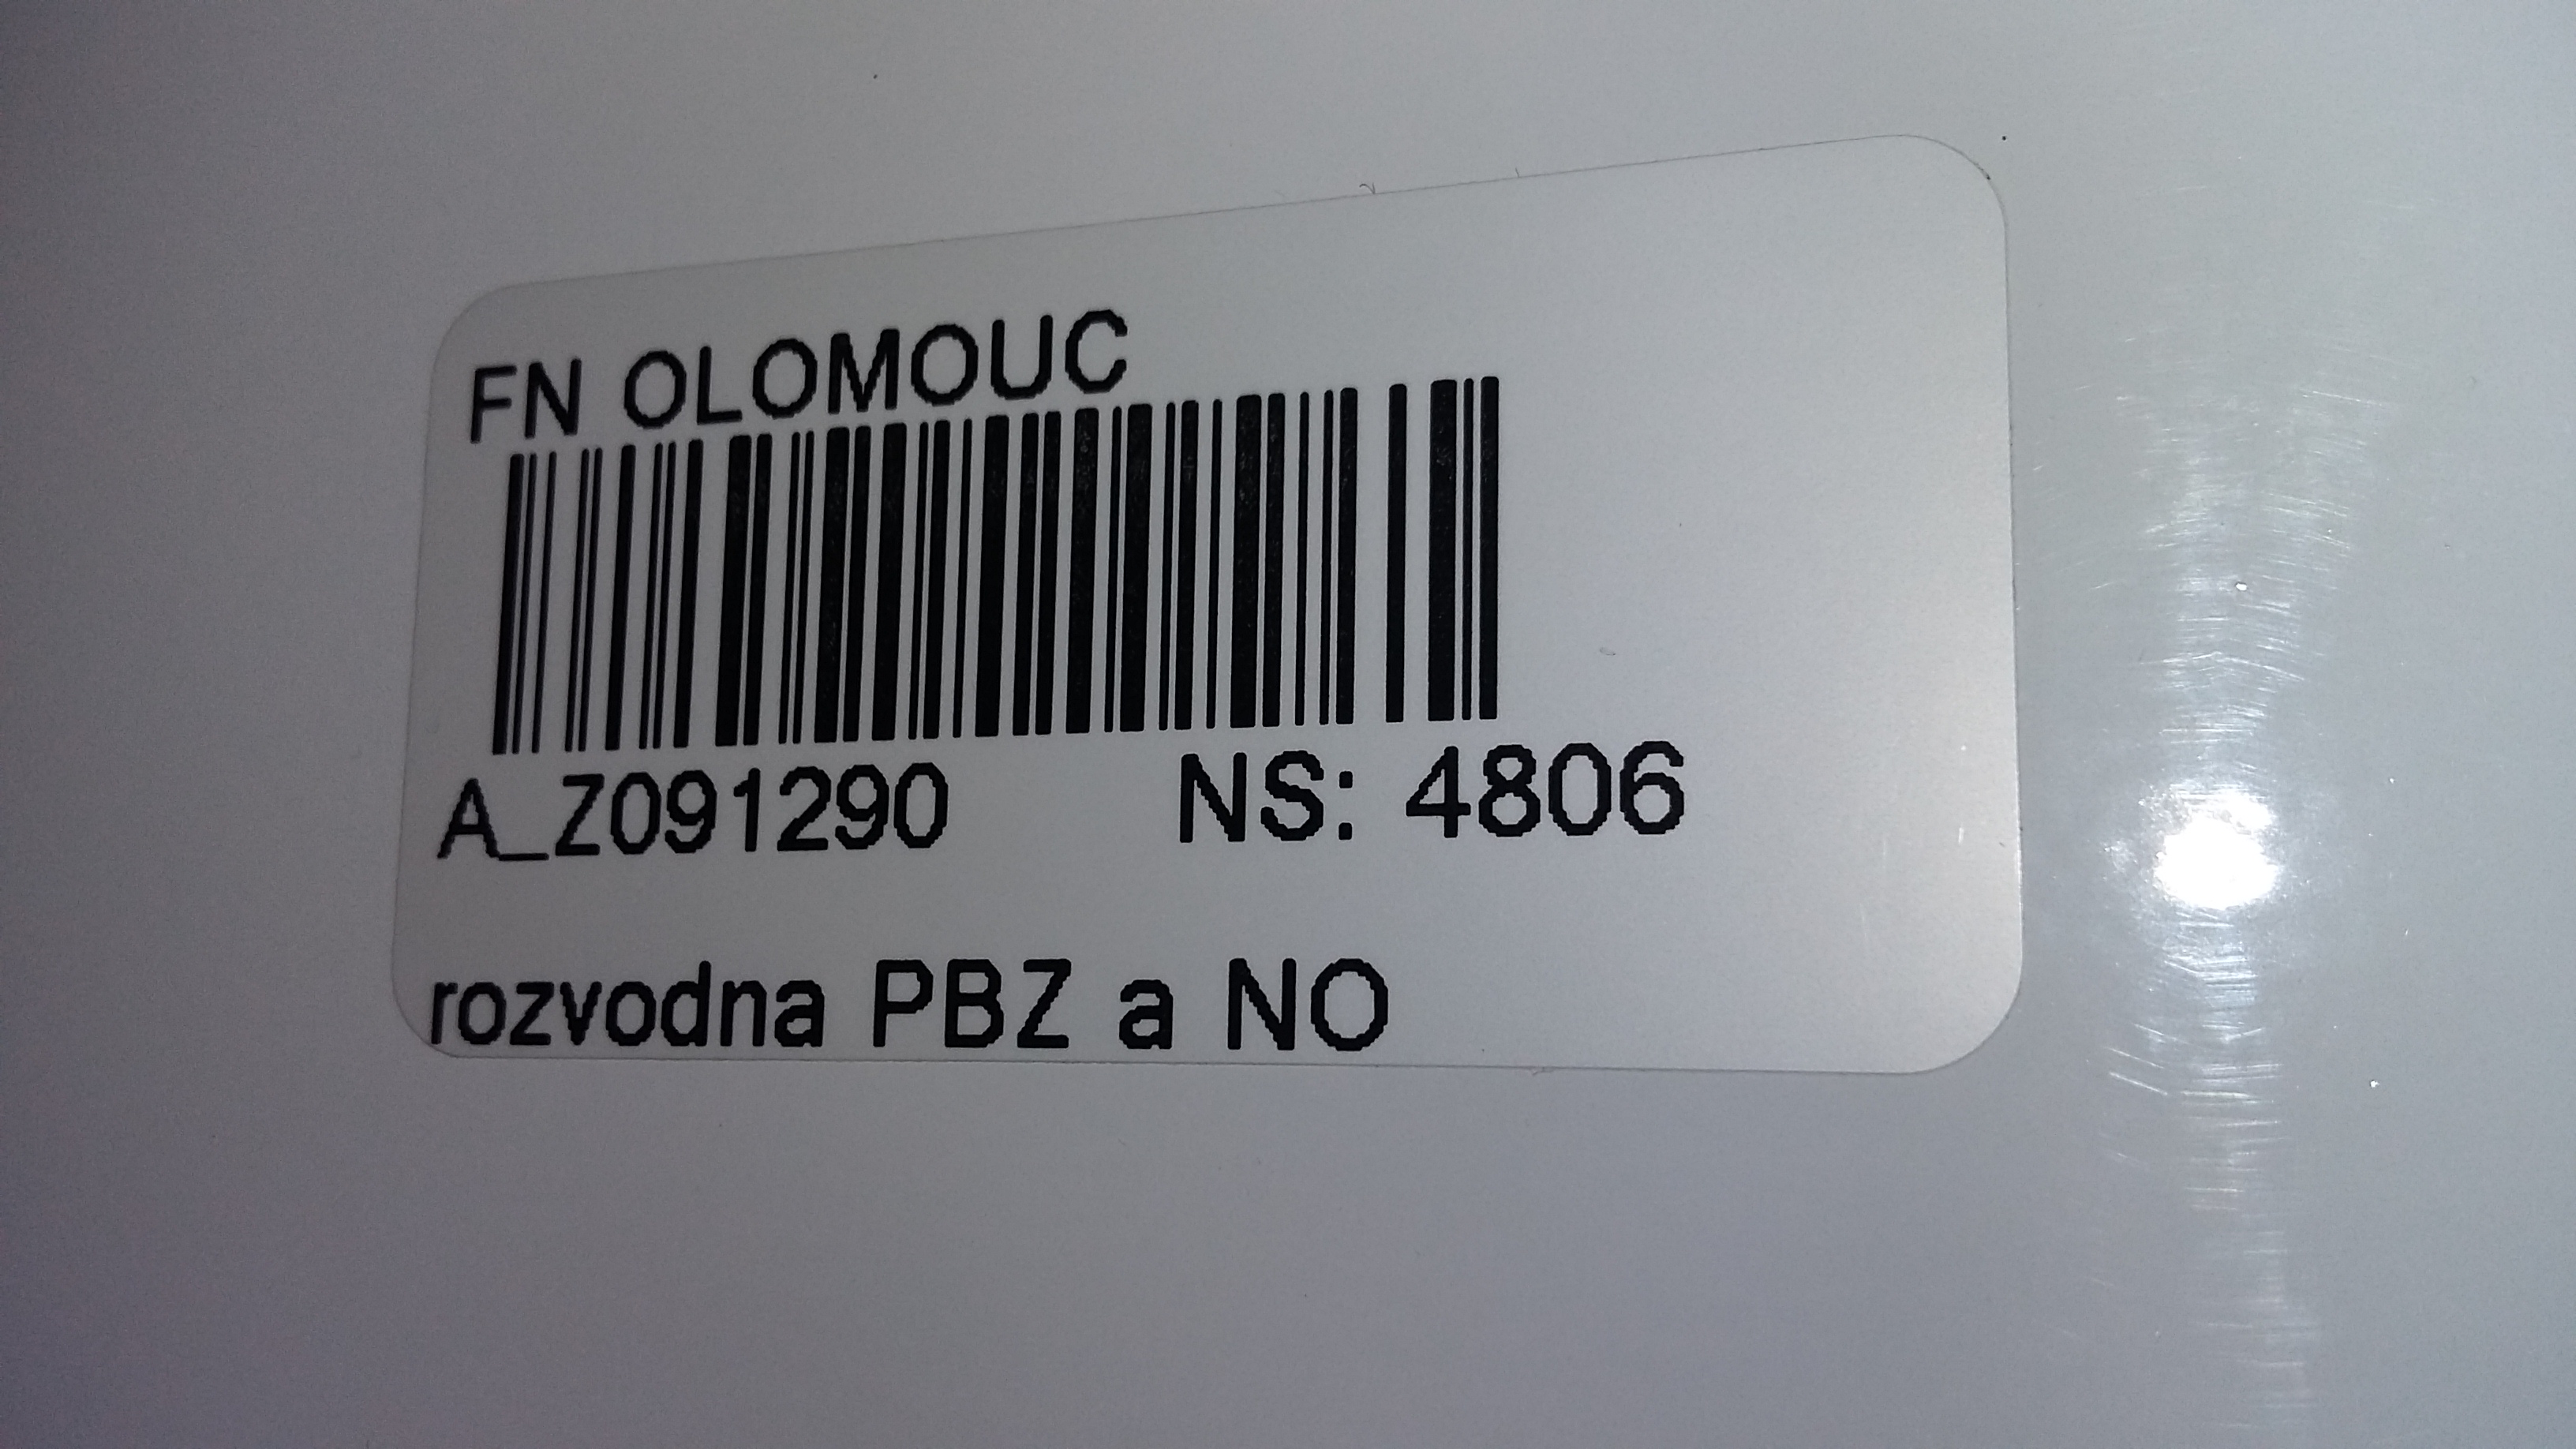 FN OLOMOUC
A_Z091290 NS: 4806
rozvodna PBZ a NO